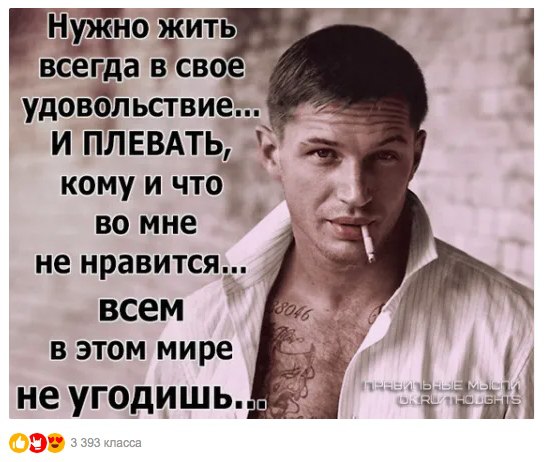 Нужно жить
всегда в свое
удовольствие...
И ПЛЕВАТЬ,
кому и что
во мне
не нравится...
всем
в этом мире
не угодишь...
ПРАВИЛЬНЫЕ МЫСЛИ
OK.RU/THOUGHTS
3 393 класса